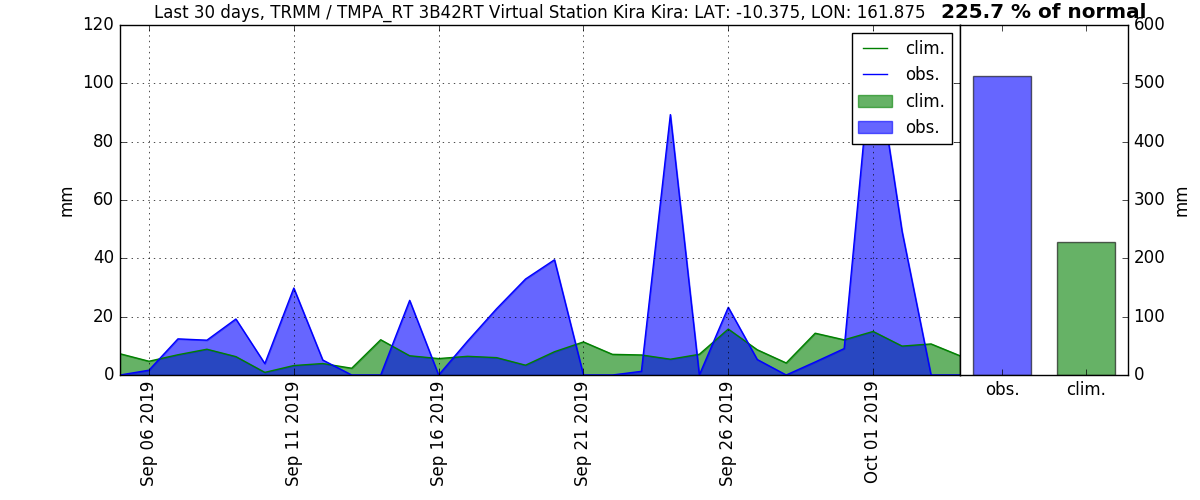 Last 30 days, TRMM / TMPA_RT 3B42RT Virtual Station Kira Kira: LAT: -10.375, LON: 161.875 225.7 % of normal
120
100
80
60
40
20
0
mm
clim.
obs.
clim.
obs.
600
500
400
300
200
100
0
mm
Sep 06 2019
Sep 11 2019
Sep 16 2019
Sep 21 2019
Sep 26 2019
Oct 01 2019
obs.
clim.